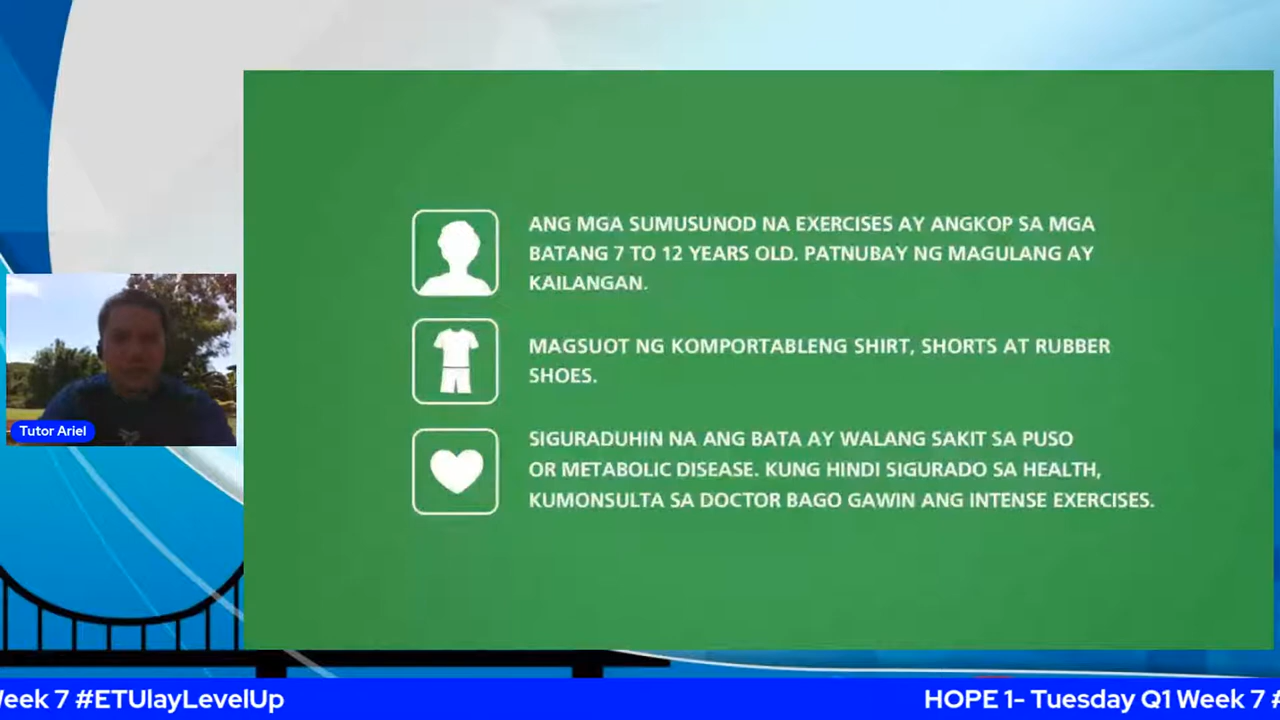 ANG MGA SUMUSUNOD NA EXERCISES AY ANGKOP SA MGA
BATANG 7 TO 12 YEARS OLD. PATNUBAY NG MAGULANG AY
KAILANGAN.
MAGSUOT NG KOMPORTABLENG SHIRT, SHORTS AT RUBBER
SHOES.
SIGURADUHIN NA ANG BATA AY WALANG SAKIT SA PUSO
OR METABOLIC DISEASE. KUNG HINDI SIGURADO SA HEALTH,
KUMONSULTA SA DOCTOR BAGO GAWIN ANG INTENSE EXERCISES.
Tutor Ariel
eek 7 #ETUlayLevelUp
HOPE 1- Tuesday Q1 Week 7 #